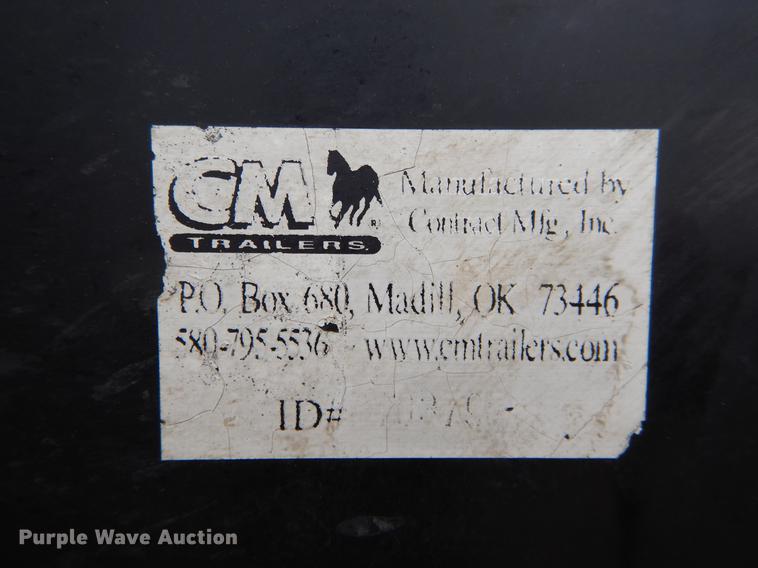 CM
TRAILERS®
Manufactured by
Contract Mfg., Inc.
P.O. Box 680, Madill, OK 73446
580-795-5536 www.cmtrailers.com
ID#
Purple Wave Auction